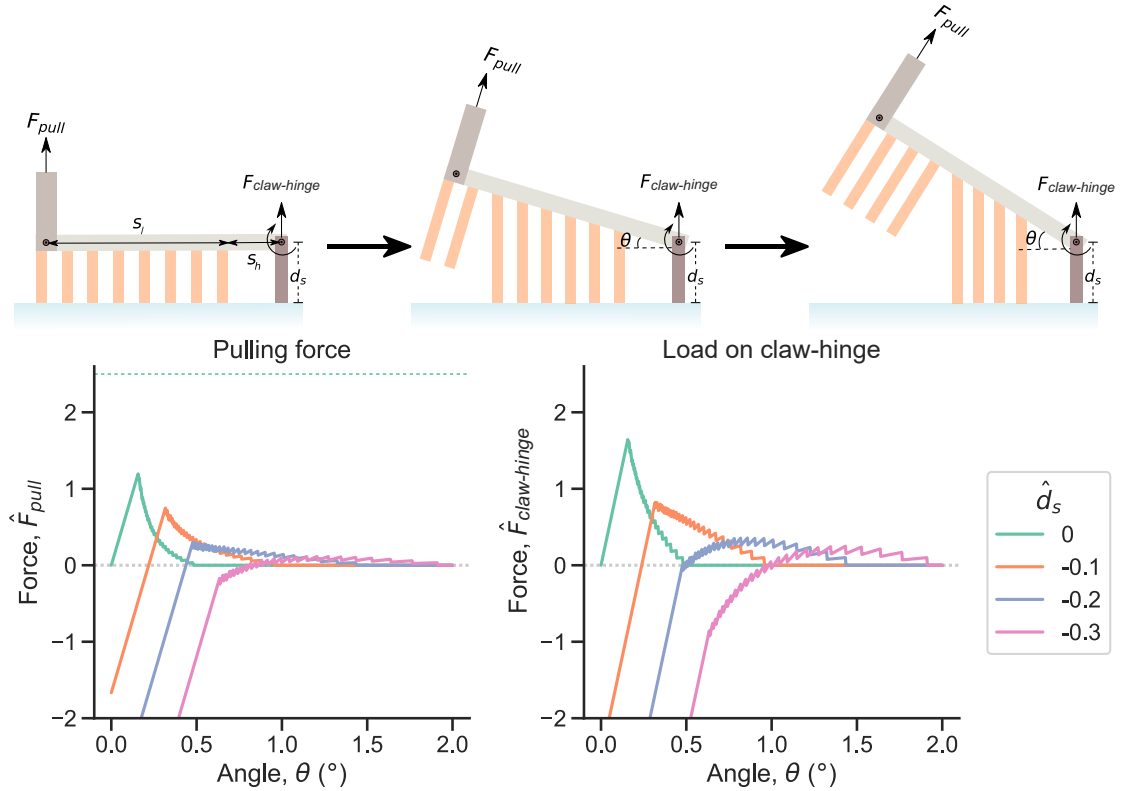 F_pull
F_pull
F_pull
F_claw-hinge
F_claw-hinge
F_claw-hinge
s_l
s_h
d_s
θ
d_s
θ
d_s
Pulling force
Load on claw-hinge
Force, F̂_pull
2
1
0
−1
−2
0.0 0.5 1.0 1.5 2.0
Angle, θ (°)
Force, F̂_claw-hinge
2
1
0
−1
−2
0.0 0.5 1.0 1.5 2.0
Angle, θ (°)
d̂_s
0
-0.1
-0.2
-0.3